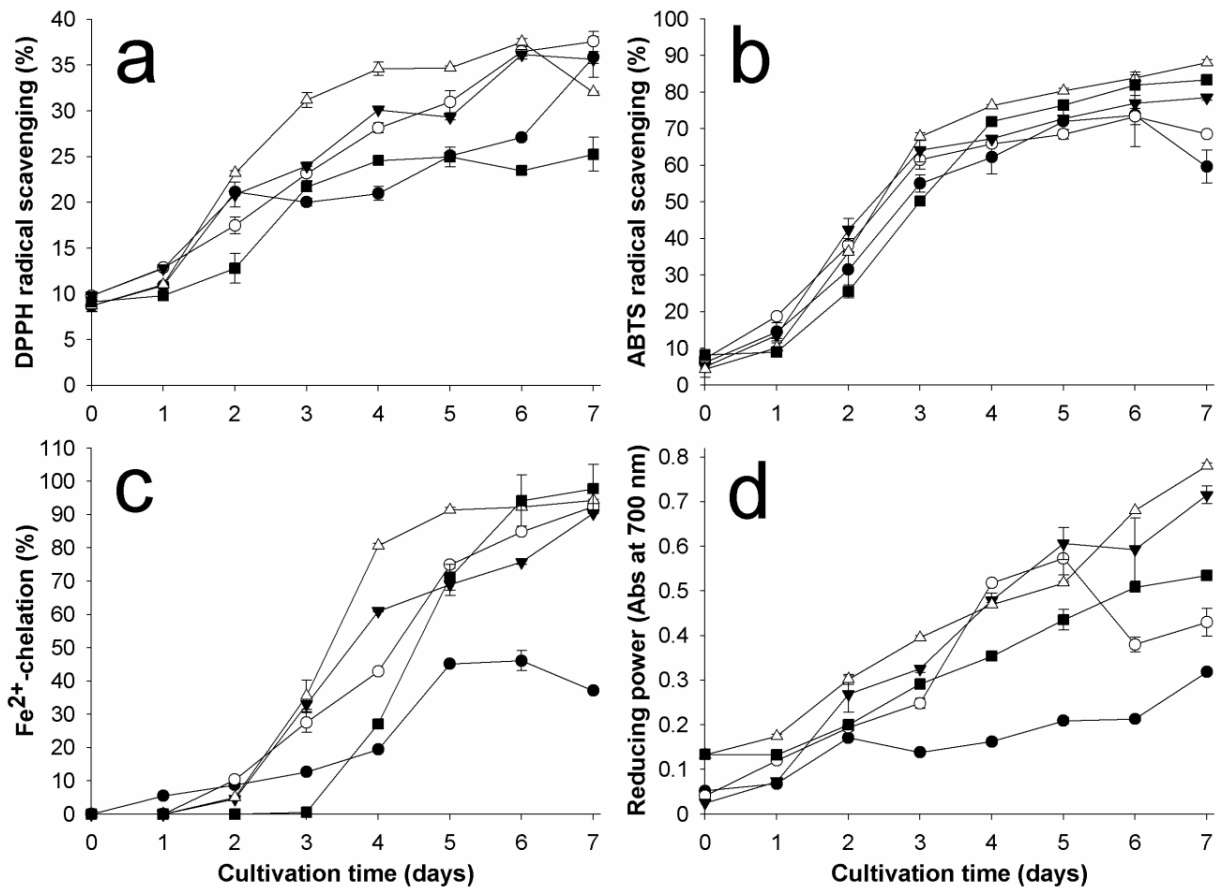 a
DPPH radical scavenging (%)
40
35
30
25
20
15
10
5
0
0 1 2 3 4 5 6 7
b
ABTS radical scavenging (%)
100
90
80
70
60
50
40
30
20
10
0
0 1 2 3 4 5 6 7
c
Fe²⁺-chelation (%)
110
100
90
80
70
60
50
40
30
20
10
0
0 1 2 3 4 5 6 7
Cultivation time (days)
d
Reducing power (Abs at 700 nm)
0.8
0.7
0.6
0.5
0.4
0.3
0.2
0.1
0
0 1 2 3 4 5 6 7
Cultivation time (days)